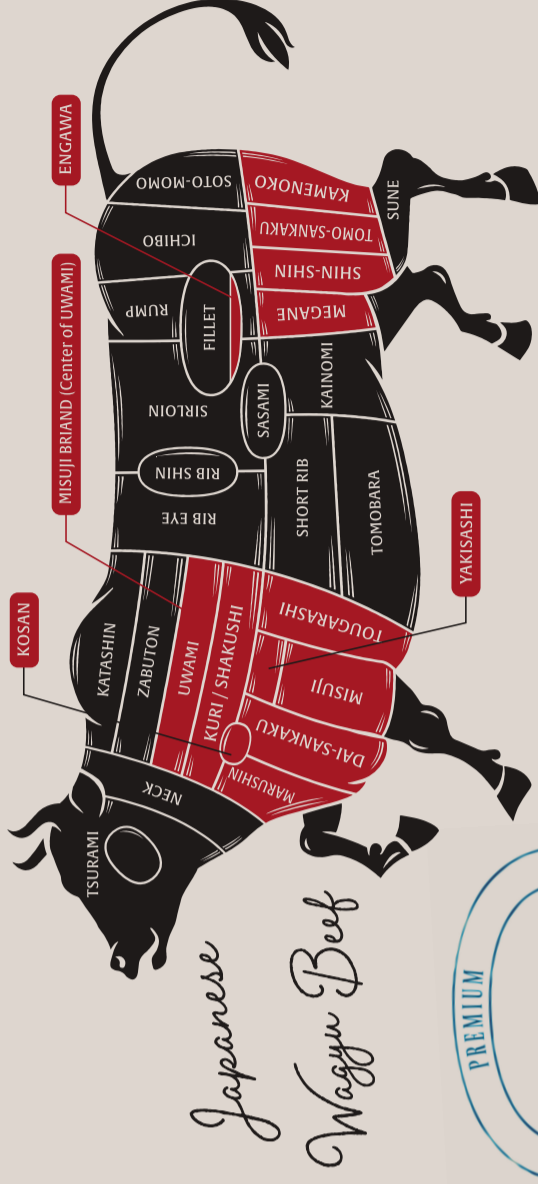 ENGAWA
MISUJI BRIAND (Center of UWAMI)
KOSAN
YAKISASHI
SOTO-MOMO
ICHIBO
RUMP
FILLET
SIRLOIN
RIB SHIN
RIB EYE
KAMENOKO
TOMO-SANKAKU
SHIN-SHIN
MEGANE
SUNE
SASAMI
KAINOMI
SHORT RIB
TOMOBARA
KATASHIN
ZABUTON
UWAMI
KURI / SHAKUSHI
TOUGARASHI
MISUJI
DAI-SANKAKU
MARUSHIN
NECK
TSURAMI
Japanese
Wagyu Beef
PREMIUM